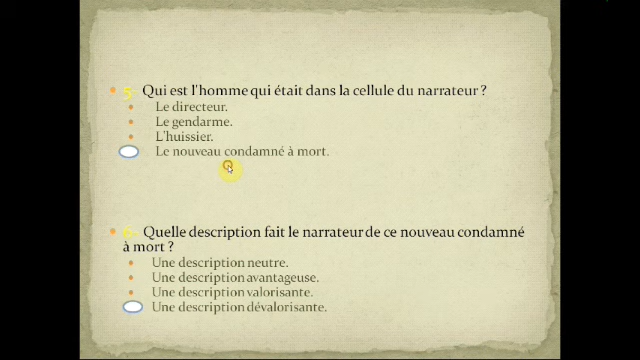 5- Qui est l'homme qui était dans la cellule du narrateur ?
Le directeur.
Le gendarme.
L'huissier.
Le nouveau condamné à mort.
6- Quelle description fait le narrateur de ce nouveau condamné
à mort ?
Une description neutre.
Une description avantageuse.
Une description valorisante.
Une description dévalorisante.